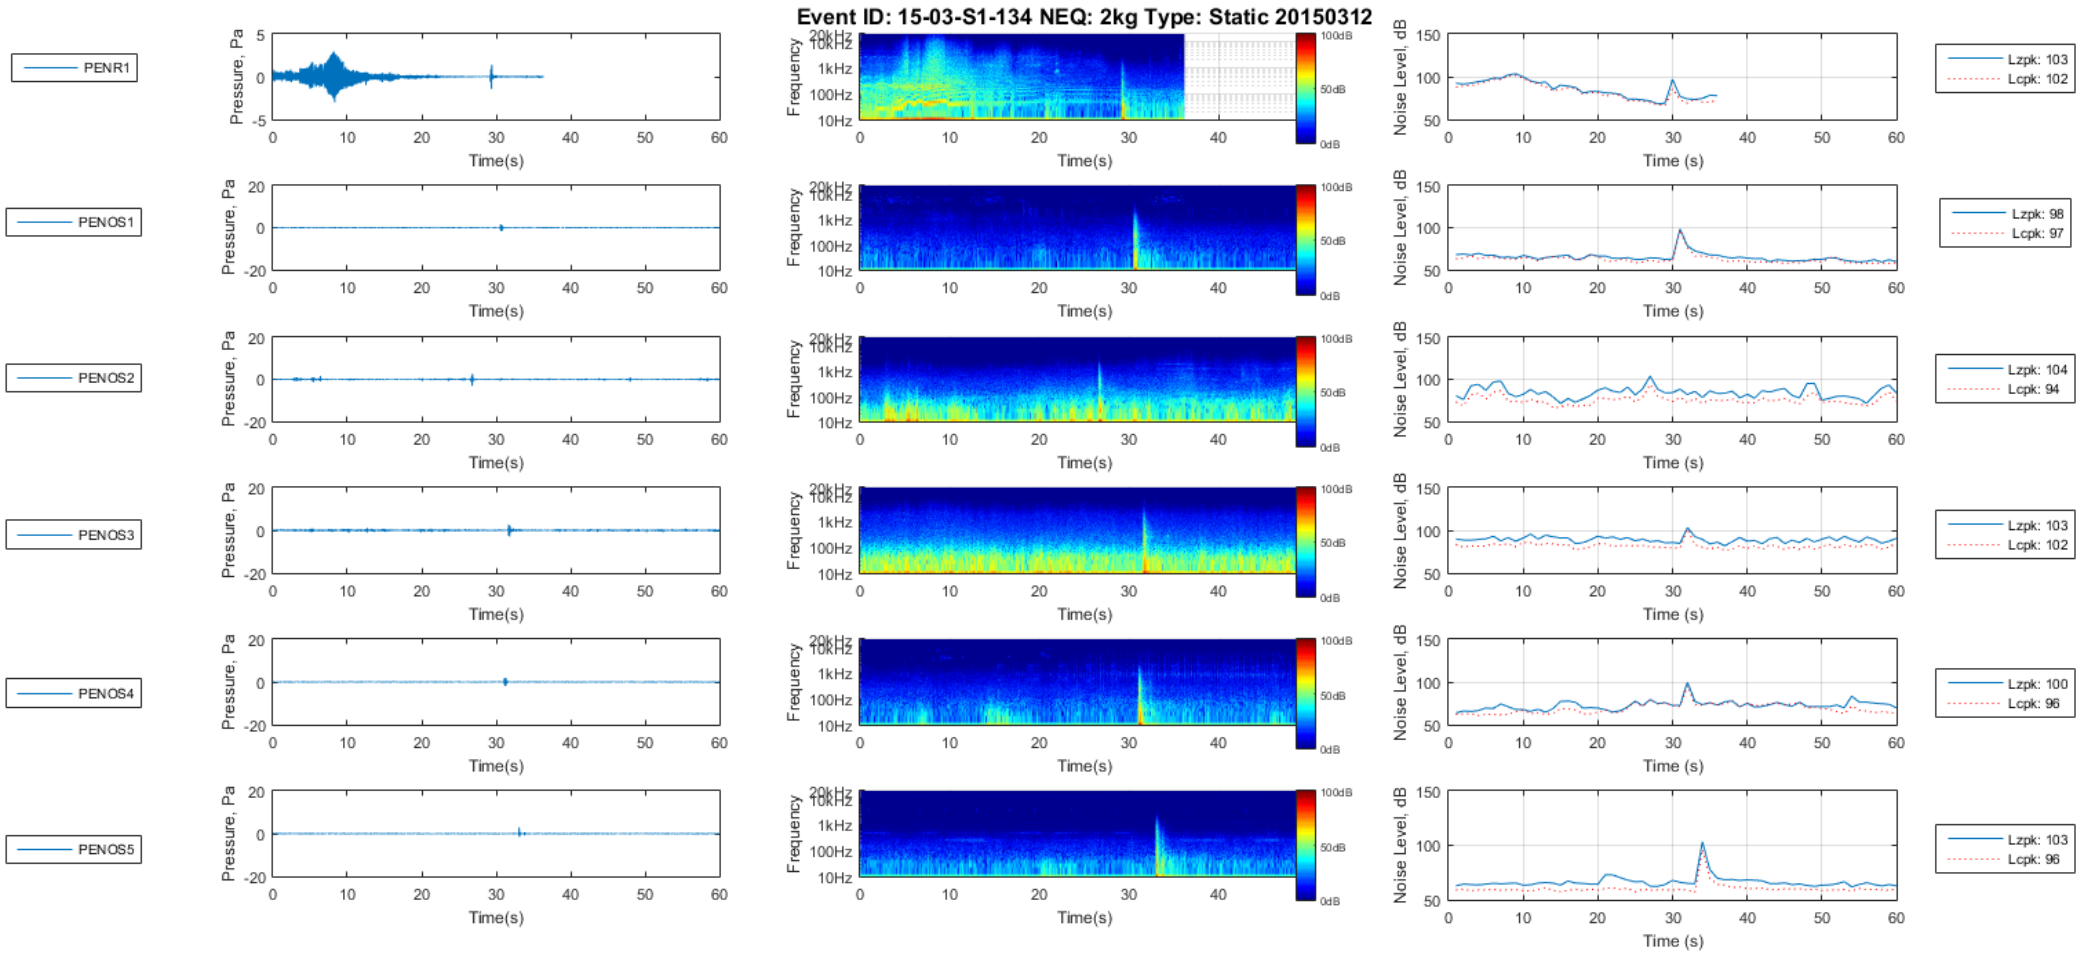 Event ID: 15-03-S1-134 NEQ: 2kg Type: Static 20150312
PENR1
Pressure, Pa
5
0
-5
0 10 20 30 40 50 60
Time(s)
Frequency
20kHz
10kHz
1kHz
100Hz
10Hz
0 10 20 30 40
Time(s)
100dB
50dB
0dB
Noise Level, dB
150
100
50
0 10 20 30 40 50 60
Time (s)
Lzpk: 103
Lcpk: 102
PENOS1
Pressure, Pa
20
0
-20
0 10 20 30 40 50 60
Time(s)
Frequency
20kHz
10kHz
1kHz
100Hz
10Hz
0 10 20 30 40
Time(s)
100dB
50dB
0dB
Noise Level, dB
150
100
50
0 10 20 30 40 50 60
Time (s)
Lzpk: 98
Lcpk: 97
PENOS2
Pressure, Pa
20
0
-20
0 10 20 30 40 50 60
Time(s)
Frequency
20kHz
10kHz
1kHz
100Hz
10Hz
0 10 20 30 40
Time(s)
100dB
50dB
0dB
Noise Level, dB
150
100
50
0 10 20 30 40 50 60
Time (s)
Lzpk: 104
Lcpk: 94
PENOS3
Pressure, Pa
20
0
-20
0 10 20 30 40 50 60
Time(s)
Frequency
20kHz
10kHz
1kHz
100Hz
10Hz
0 10 20 30 40
Time(s)
100dB
50dB
0dB
Noise Level, dB
150
100
50
0 10 20 30 40 50 60
Time (s)
Lzpk: 103
Lcpk: 102
PENOS4
Pressure, Pa
20
0
-20
0 10 20 30 40 50 60
Time(s)
Frequency
20kHz
10kHz
1kHz
100Hz
10Hz
0 10 20 30 40
Time(s)
100dB
50dB
0dB
Noise Level, dB
150
100
50
0 10 20 30 40 50 60
Time (s)
Lzpk: 100
Lcpk: 96
PENOS5
Pressure, Pa
20
0
-20
0 10 20 30 40 50 60
Time(s)
Frequency
20kHz
10kHz
1kHz
100Hz
10Hz
0 10 20 30 40
Time(s)
100dB
50dB
0dB
Noise Level, dB
150
100
50
0 10 20 30 40 50 60
Time (s)
Lzpk: 103
Lcpk: 96